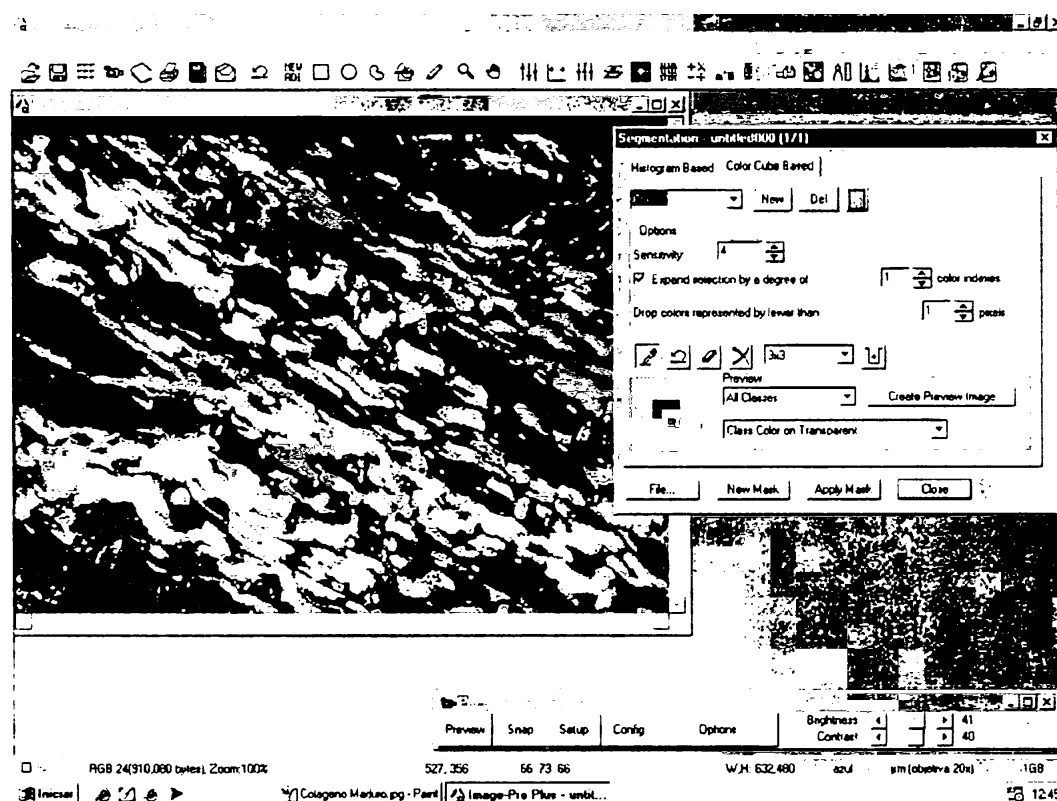 NEW AOI
Segmentation - untitled000 (1/1)
Histogram Based Color Cube Based
New Del
Options
Sensitivity: 4
Expand selection by a degree of 1 color indexes
Drop colors represented by fewer than 1 pixels
3x3
Preview
All Classes Create Preview Image
Class Color on Transparent
File... New Mask Apply Mask Close
Preview Snap Setup Config Options Brightness 41
Contrast 40
RGB 24(910,080 bytes), Zoom:100% 527, 356 66 73 66 W,H: 632,480 azul µm (objetiva 20x) 1GB
Iniciar Colageno Maduro.jpg - Paint Image-Pro Plus - untit... 12:45